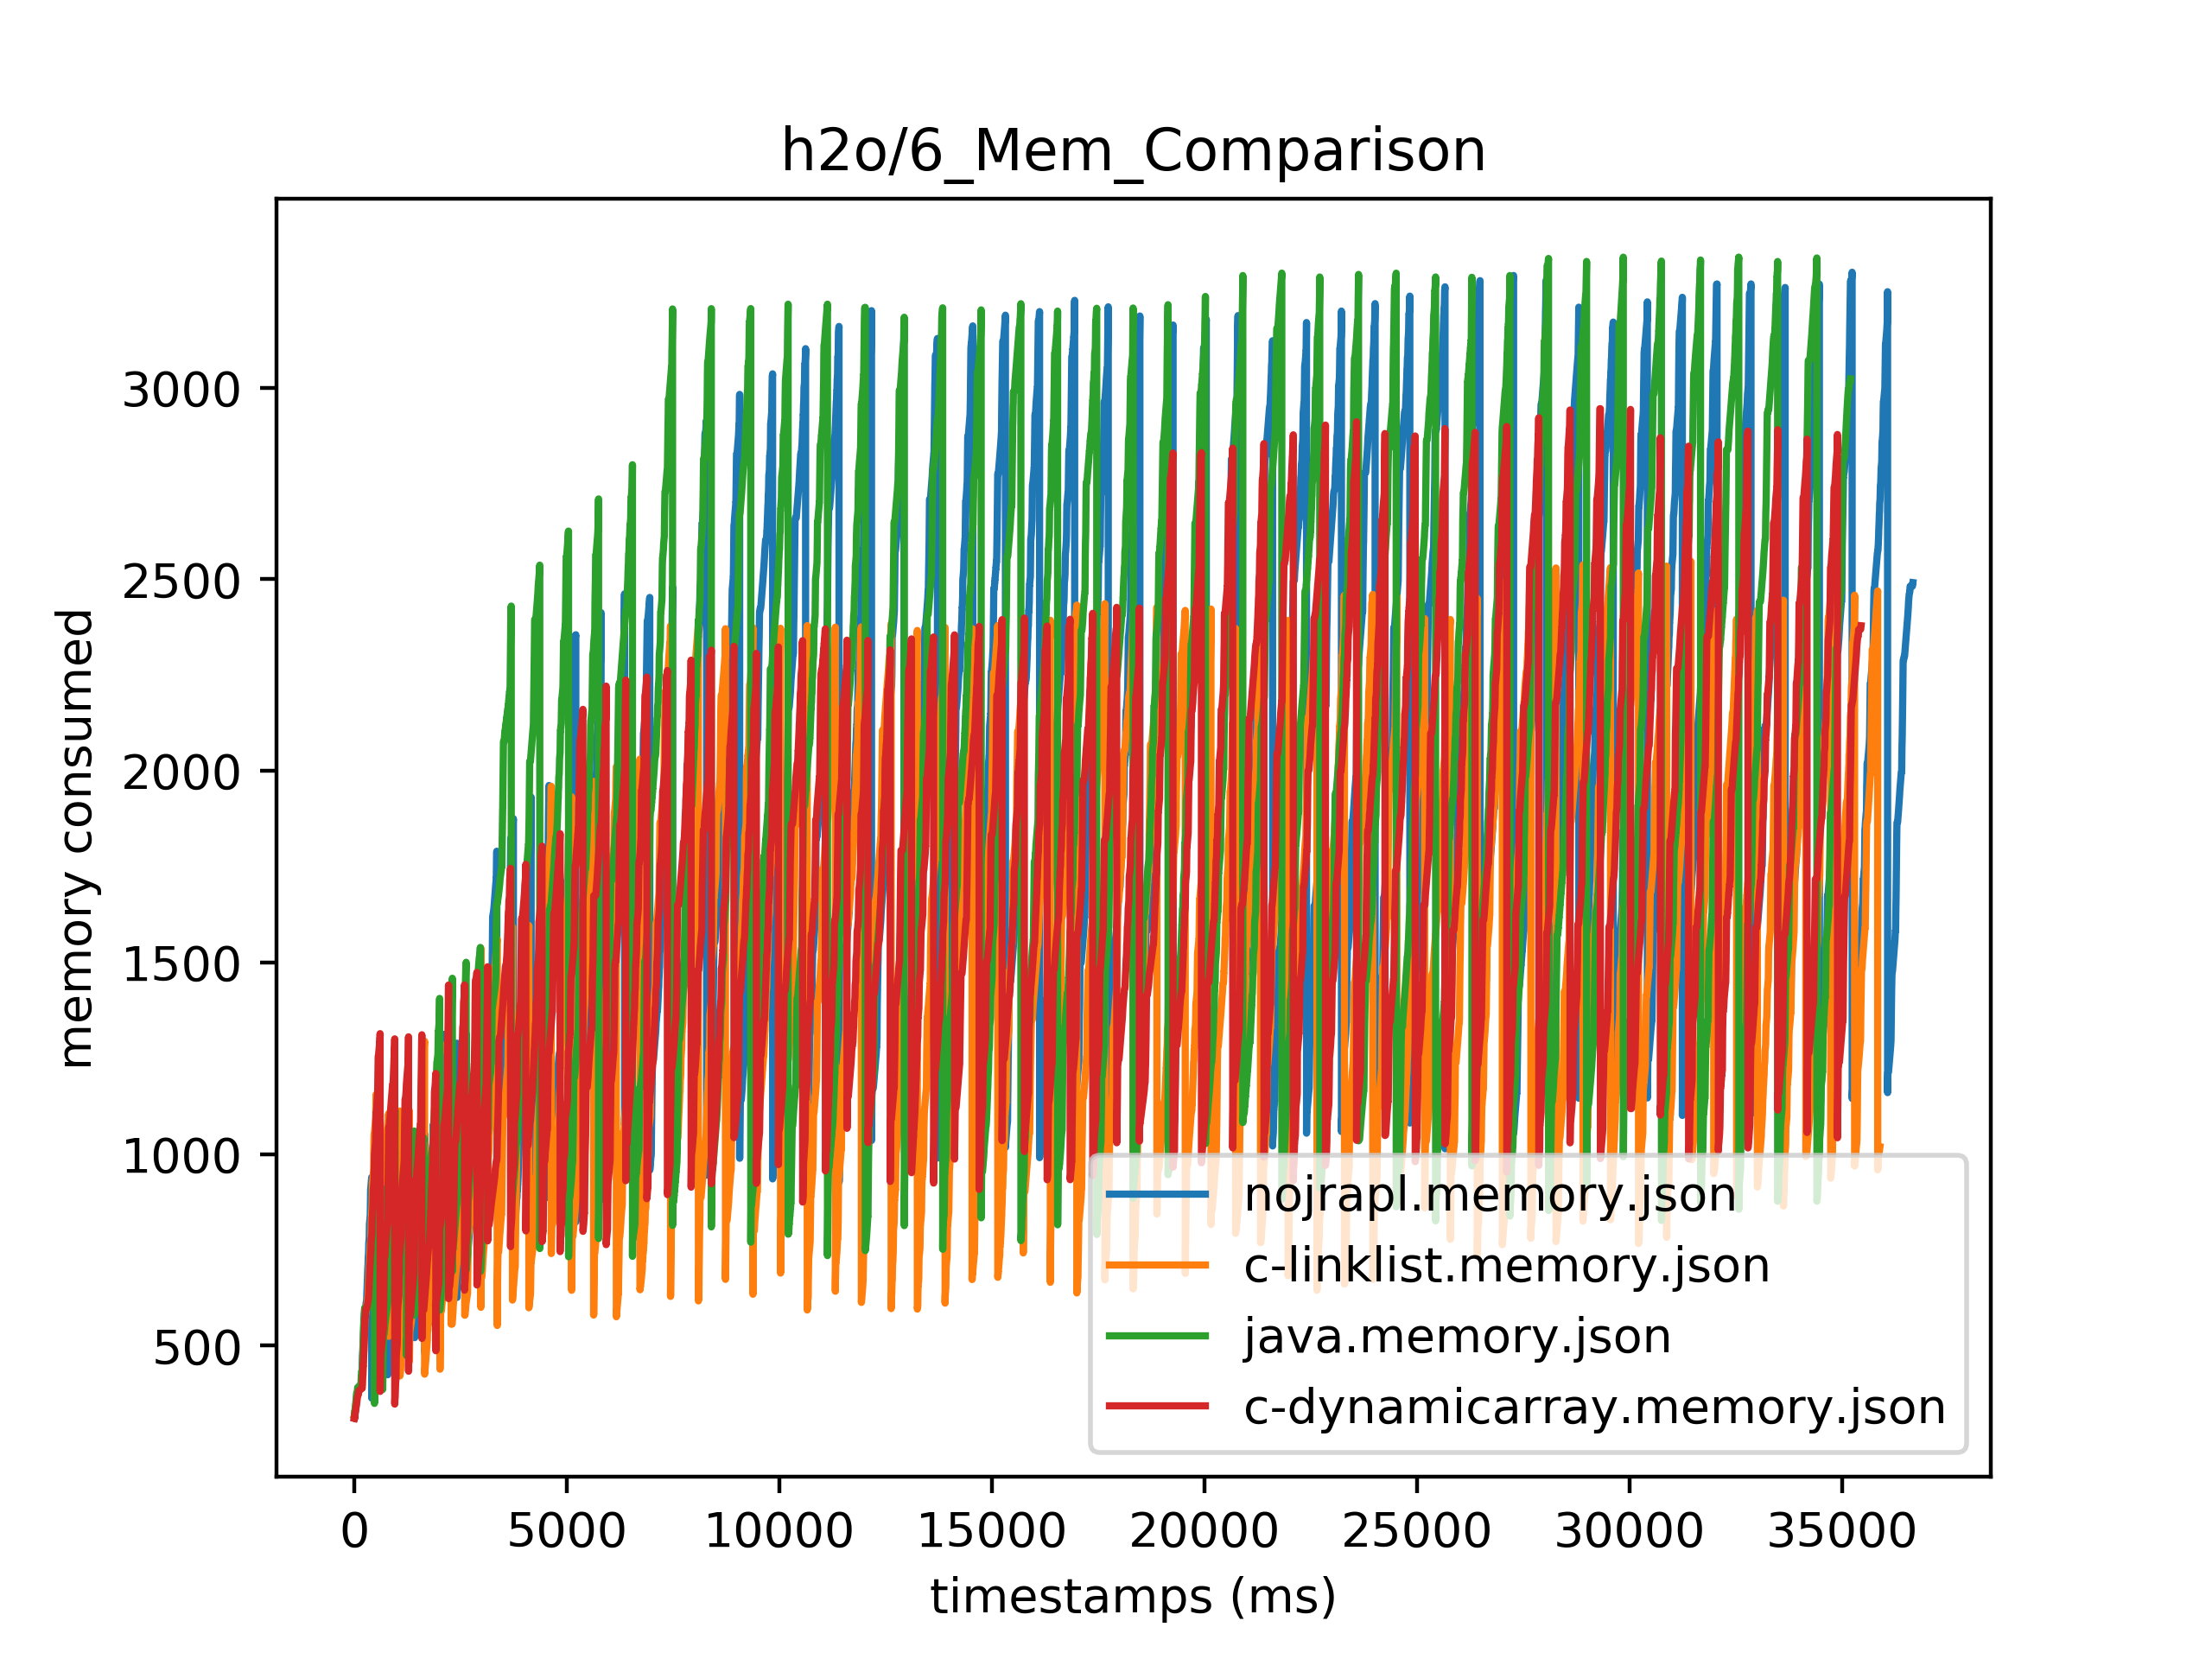 h2o/6_Mem_Comparison
memory consumed
3000
2500
2000
1500
1000
500
nojrapl.memory.json
c-linklist.memory.json
java.memory.json
c-dynamicarray.memory.json
0 5000 10000 15000 20000 25000 30000 35000
timestamps (ms)